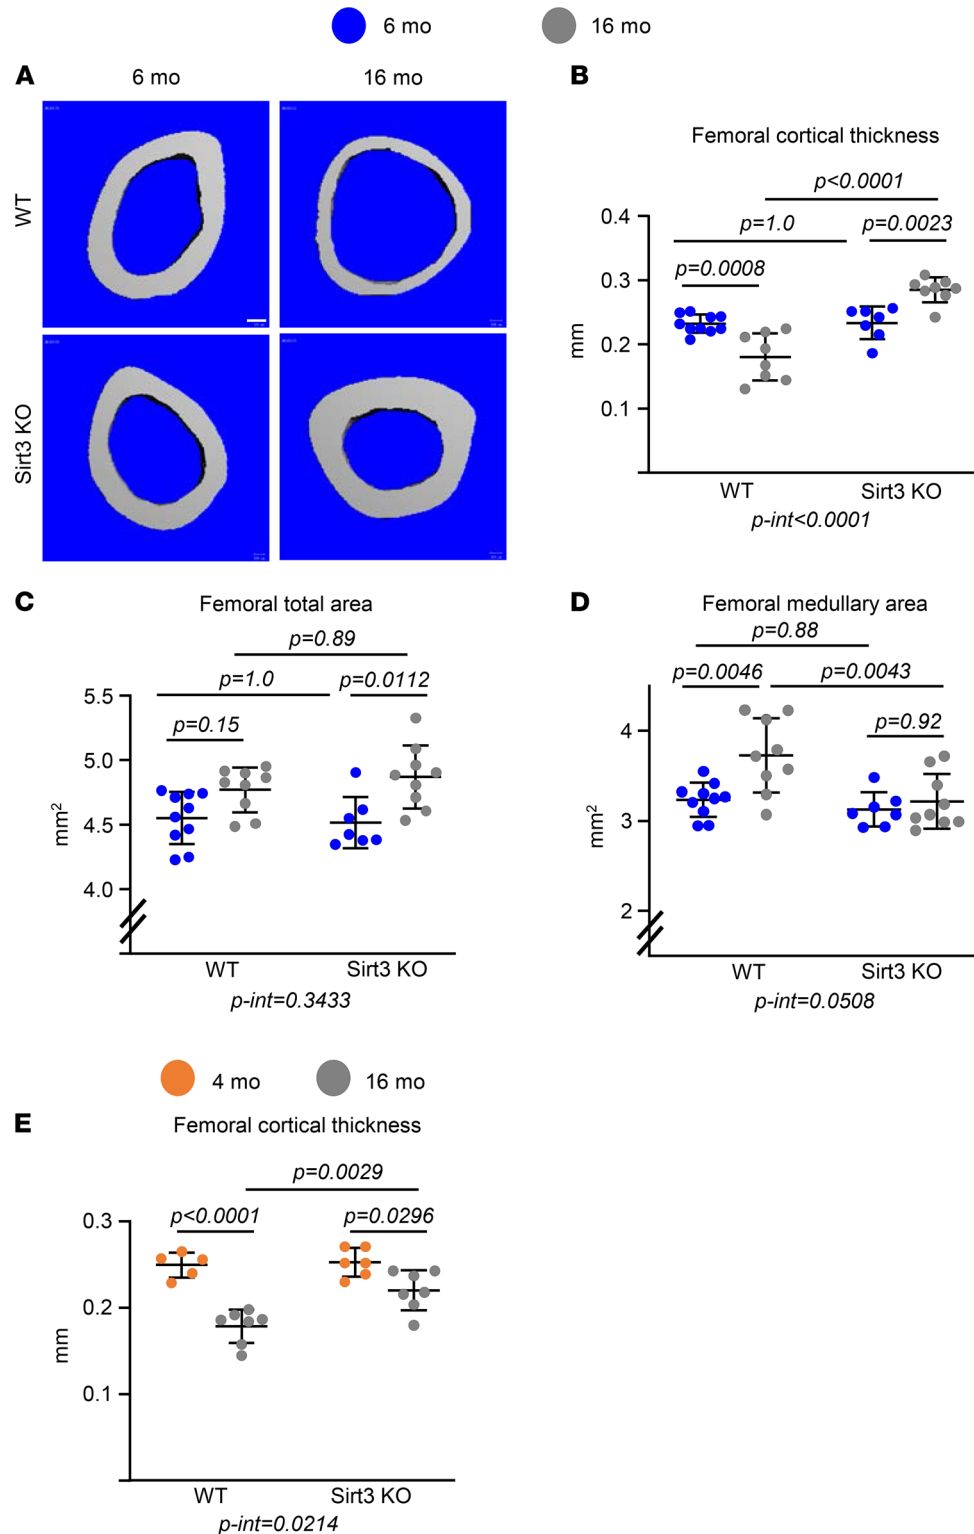 6 mo 16 mo
A
6 mo 16 mo
WT
Sirt3 KO
B
Femoral cortical thickness
p<0.0001
p=1.0 p=0.0023
p=0.0008
0.4
0.3
0.2
0.1
mm
WT Sirt3 KO
p-int<0.0001
C
Femoral total area
p=0.89
p=1.0 p=0.0112
p=0.15
5.5
5.0
4.5
4.0
mm²
WT Sirt3 KO
p-int=0.3433
D
Femoral medullary area
p=0.88
p=0.0046 p=0.0043
p=0.92
4
3
2
mm²
WT Sirt3 KO
p-int=0.0508
4 mo 16 mo
E
Femoral cortical thickness
p=0.0029
p<0.0001 p=0.0296
0.3
0.2
0.1
mm
WT Sirt3 KO
p-int=0.0214